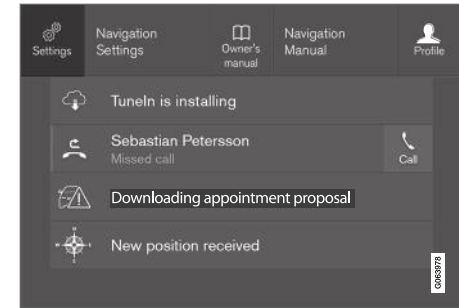 Settings
Navigation Settings
Owner's manual
Navigation Manual
Profile
TuneIn is installing
Sebastian Petersson
Missed call
Call
Downloading appointment proposal
New position received
G063978